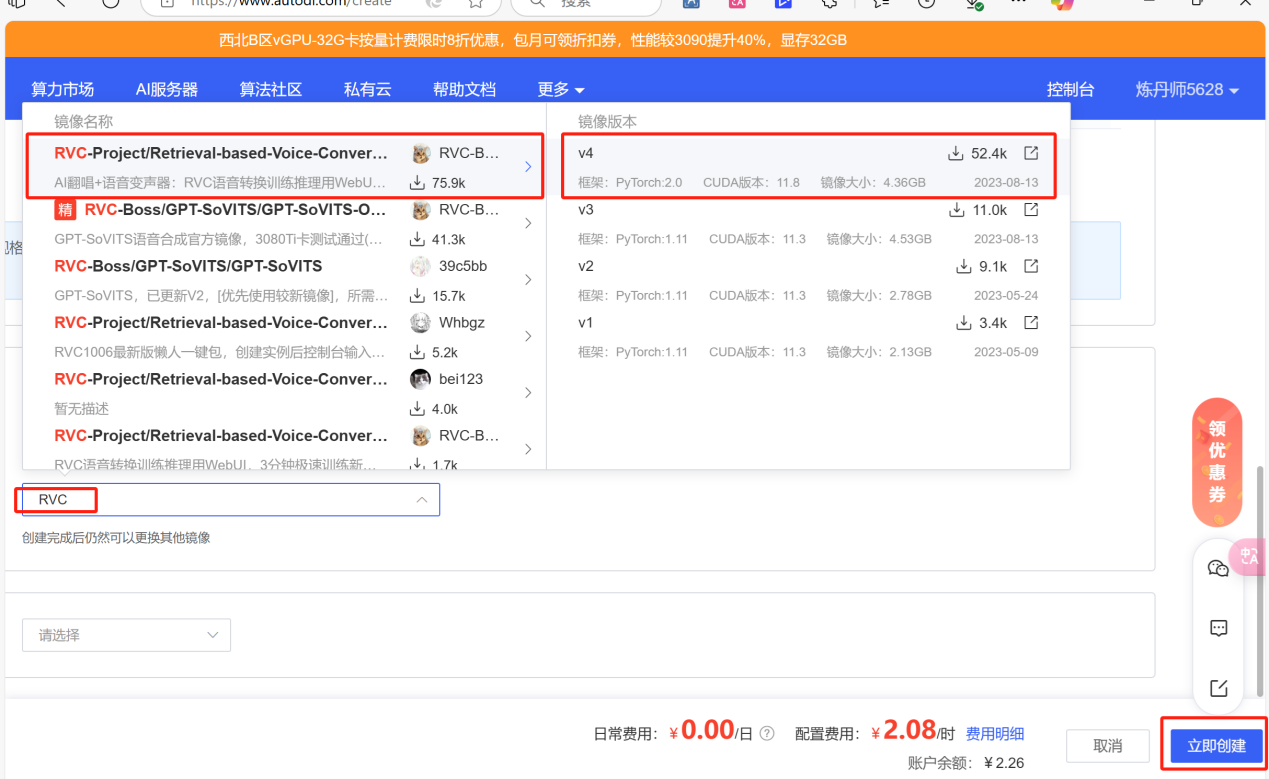 https://www.autodl.com/create
搜索
西北B区vGPU-32G卡按量计费限时8折优惠，包月可领折扣券，性能较3090提升40%，显存32GB
算力市场 AI服务器 算法社区 私有云 帮助文档 更多 控制台 炼丹师5628
镜像名称
RVC-Project/Retrieval-based-Voice-Conver... RVC-B...
AI翻唱+语音变声器：RVC语音转换训练推理用WebU... 75.9k
精 RVC-Boss/GPT-SoVITS/GPT-SoVITS-O... RVC-B...
GPT-SoVITS语音合成官方镜像，3080Ti卡测试通过(... 41.3k
RVC-Boss/GPT-SoVITS/GPT-SoVITS 39c5bb
GPT-SoVITS，已更新V2，[优先使用较新镜像]，所需... 15.7k
RVC-Project/Retrieval-based-Voice-Conver... Whbgz
RVC1006最新版懒人一键包，创建实例后控制台输入... 5.2k
RVC-Project/Retrieval-based-Voice-Conver... bei123
暂无描述 4.0k
RVC-Project/Retrieval-based-Voice-Conver... RVC-B...
RVC语音转换训练推理用WebUI，3分钟极速训练新... 1.7k
镜像版本
v4 52.4k
框架：PyTorch:2.0 CUDA版本：11.8 镜像大小：4.36GB 2023-08-13
v3 11.0k
框架：PyTorch:1.11 CUDA版本：11.3 镜像大小：4.53GB 2023-08-13
v2 9.1k
框架：PyTorch:1.11 CUDA版本：11.3 镜像大小：2.78GB 2023-05-24
v1 3.4k
框架：PyTorch:1.11 CUDA版本：11.3 镜像大小：2.13GB 2023-05-09
RVC
创建完成后仍然可以更换其他镜像
请选择
领
优
惠
券
日常费用：￥0.00/日 配置费用：￥2.08/时 费用明细
账户余额：￥2.26
取消
立即创建